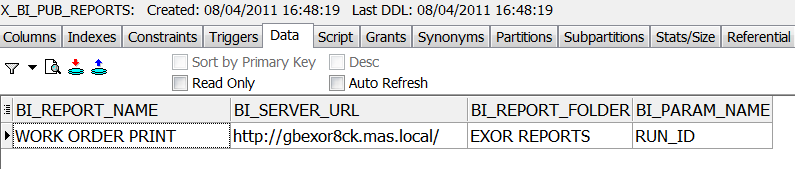 X_BI_PUB_REPORTS: Created: 08/04/2011 16:48:19 Last DDL: 08/04/2011 16:48:19
Columns Indexes Constraints Triggers Data Script Grants Synonyms Partitions Subpartitions Stats/Size Referential
Sort by Primary Key Desc
Read Only Auto Refresh
BI_REPORT_NAME BI_SERVER_URL BI_REPORT_FOLDER BI_PARAM_NAME
WORK ORDER PRINT http://gbexor8ck.mas.local/ EXOR REPORTS RUN_ID